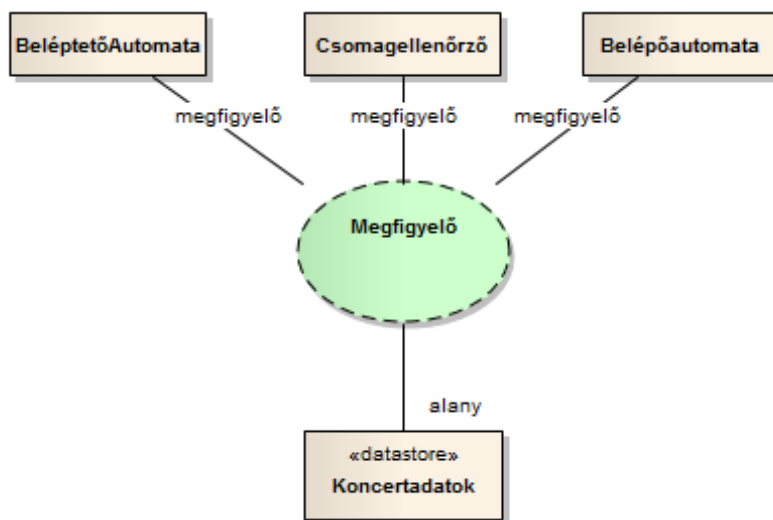 BeléptetőAutomata
Csomagellenőrző
Belépőautomata
megfigyelő
megfigyelő
megfigyelő
Megfigyelő
alany
«datastore»
Koncertadatok